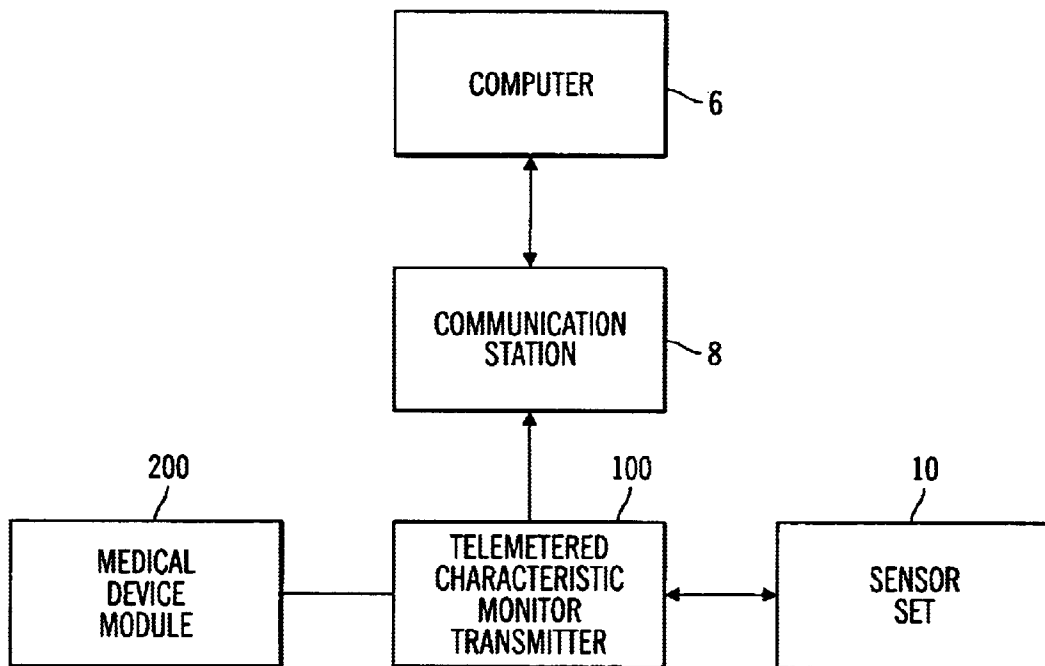 COMPUTER
6
COMMUNICATION
STATION
8
200
100
10
MEDICAL
DEVICE
MODULE
TELEMETERED
CHARACTERISTIC
MONITOR
TRANSMITTER
SENSOR
SET